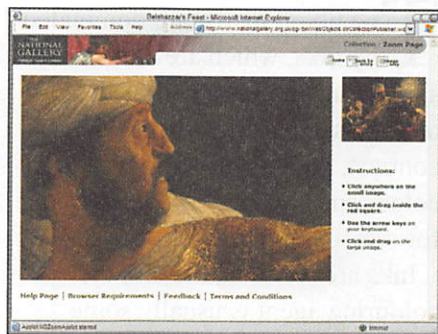 Belshazzar's Feast - Microsoft Internet Explorer
File Edit View Favorites Tools Help Address
THE
NATIONAL
GALLERY
Collection : Zoom Page
Instructions:
Click anywhere on the
small image.
Click and drag inside the
red square.
Use the arrow keys on
your keyboard.
Click and drag on the
large image.
Help Page | Browser Requirements | Feedback | Terms and Conditions
Internet